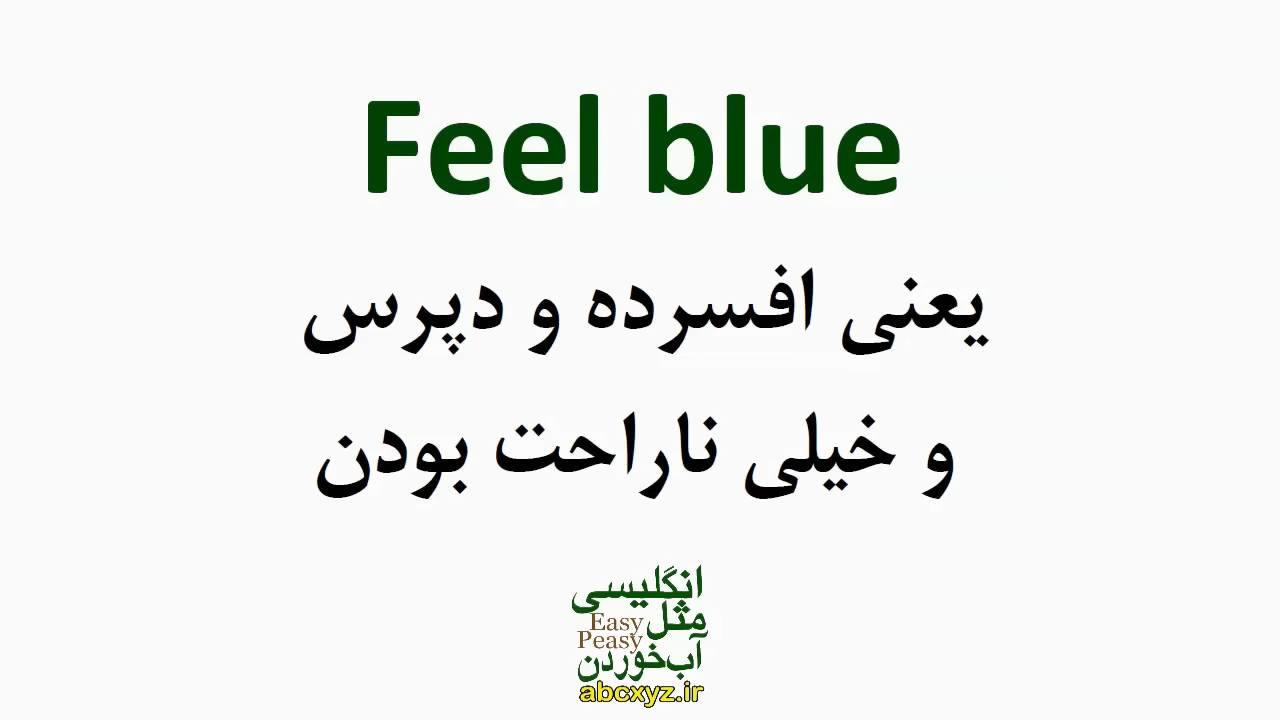 Feel blue
یعنی افسرده و دپرس
و خیلی ناراحت بودن
انگلیسی
مثل
Easy
Peasy
آب‌خوردن
abcxyz.ir